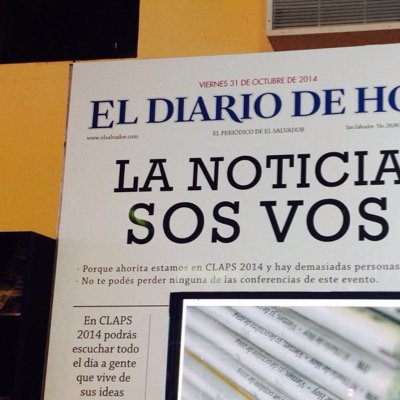 VIERNES 31 DE OCTUBRE DE 2014
EL DIARIO DE HO
www.elsalvador.com
EL PERIÓDICO DE EL SALVADOR
San Salvador - No.
LA NOTICIA
SOS VOS
- Porque ahorita estamos en CLAPS 2014 y hay demasiadas personas
- No te podés perder ninguna de las conferencias de este evento.
En CLAPS
2014 podrás
escuchar todo
el día a gente
que vive de
sus ideas